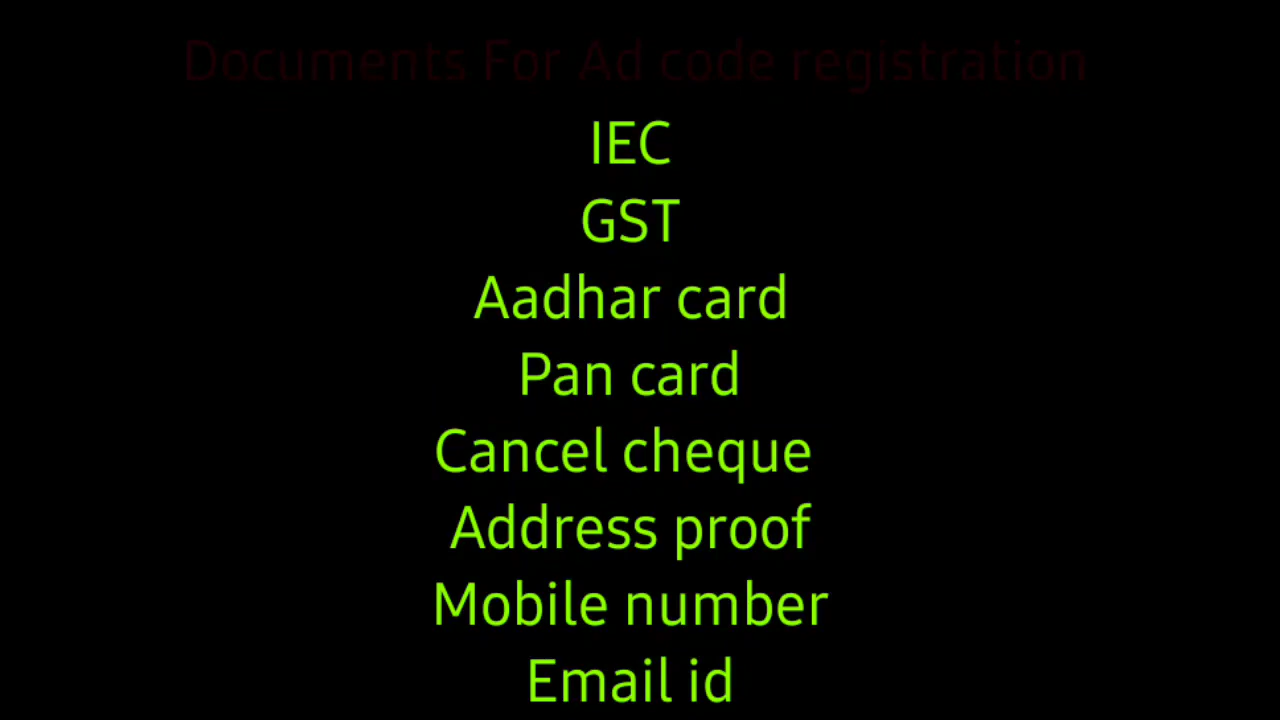 Documents For Ad code registration
IEC
GST
Aadhar card
Pan card
Cancel cheque
Address proof
Mobile number
Email id